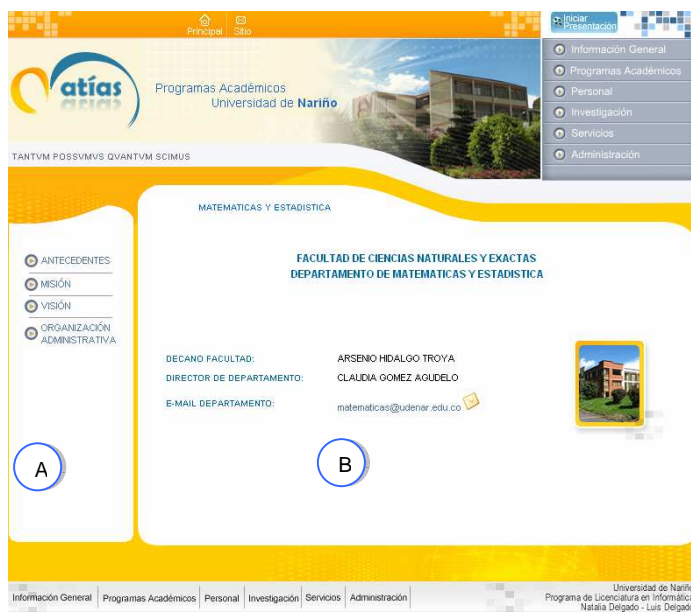 Principal Sitio
Iniciar
Presentación
Información General
Programas Académicos
Personal
Investigación
Servicios
Administración
atías
Programas Académicos
Universidad de Nariño
TANTVM POSSVMVS QVANTVM SCIMUS
MATEMATICAS Y ESTADISTICA
ANTECEDENTES
MISIÓN
VISIÓN
ORGANIZACIÓN
ADMINISTRATIVA
FACULTAD DE CIENCIAS NATURALES Y EXACTAS
DEPARTAMENTO DE MATEMATICAS Y ESTADISTICA
DECANO FACULTAD: ARSENIO HIDALGO TROYA
DIRECTOR DE DEPARTAMENTO: CLAUDIA GOMEZ AGUDELO
E-MAIL DEPARTAMENTO: matematicas@udenar.edu.co
A
B
Información General Programas Académicos Personal Investigación Servicios Administración
Universidad de Nariño
Programa de Licenciatura en Informática
Natalia Delgado - Luis Delgado